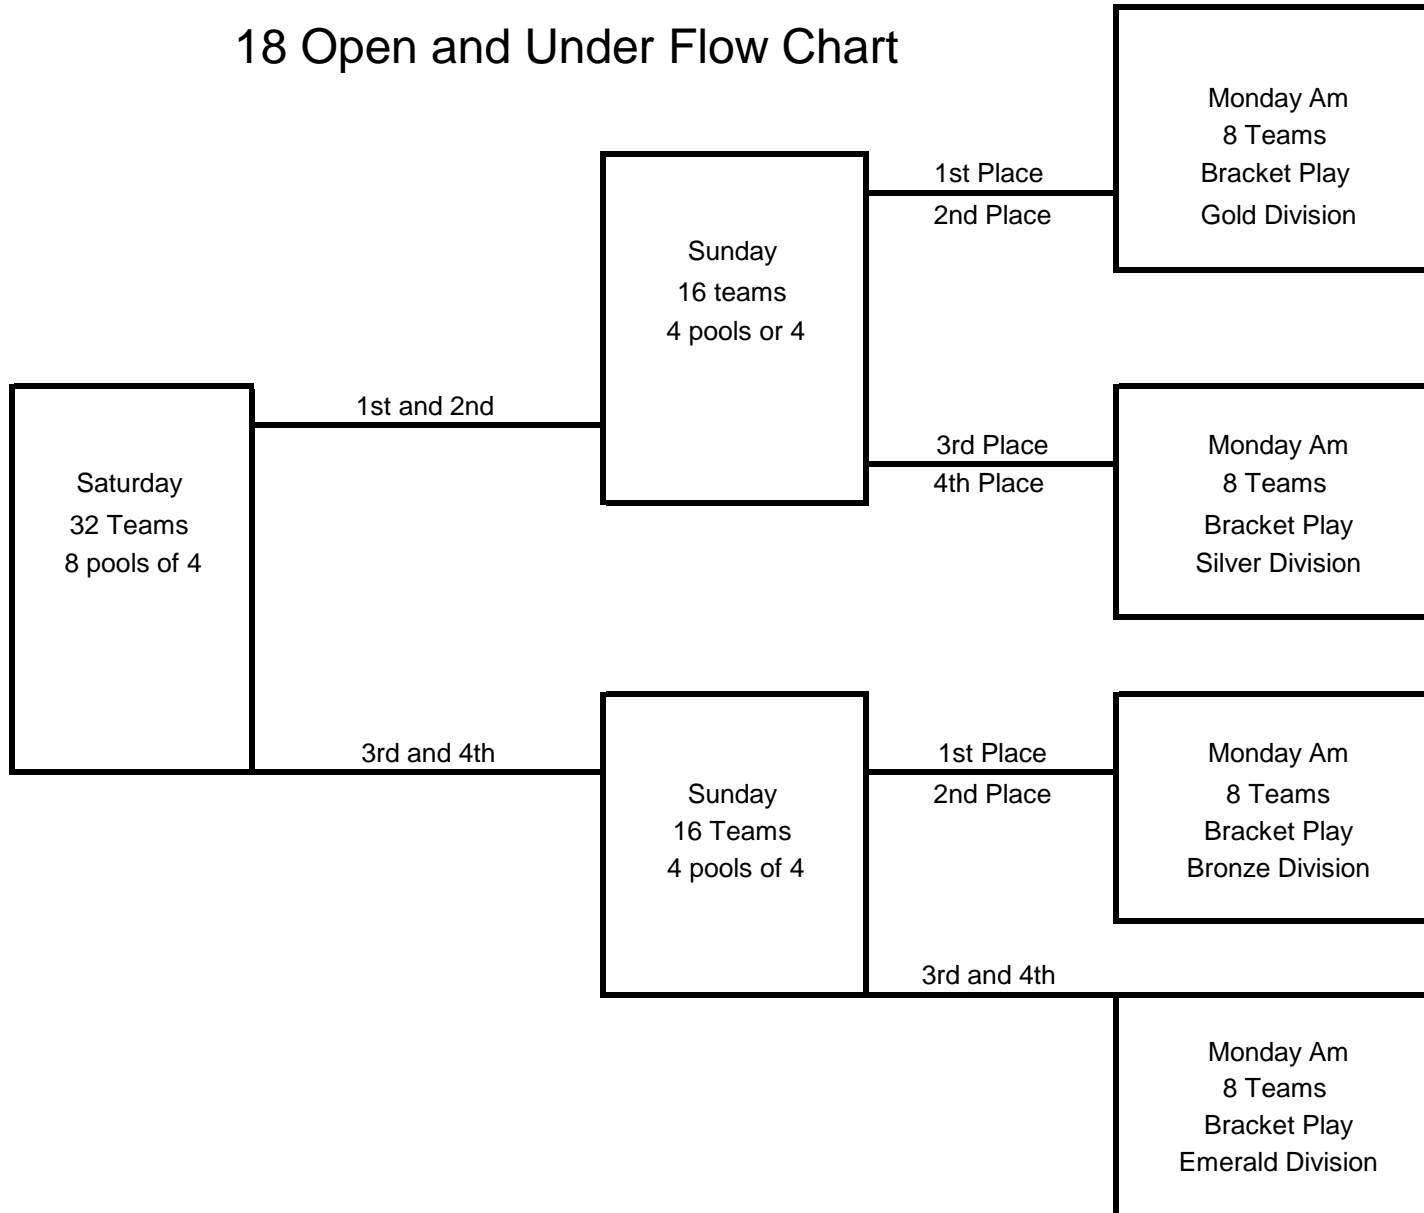 18 Open and Under Flow Chart
Saturday
32 Teams
8 pools of 4
1st and 2nd
3rd and 4th
Sunday
16 teams
4 pools or 4
1st Place
2nd Place
3rd Place
4th Place
Monday Am
8 Teams
Bracket Play
Gold Division
Monday Am
8 Teams
Bracket Play
Silver Division
Sunday
16 Teams
4 pools of 4
1st Place
2nd Place
3rd and 4th
Monday Am
8 Teams
Bracket Play
Bronze Division
Monday Am
8 Teams
Bracket Play
Emerald Division